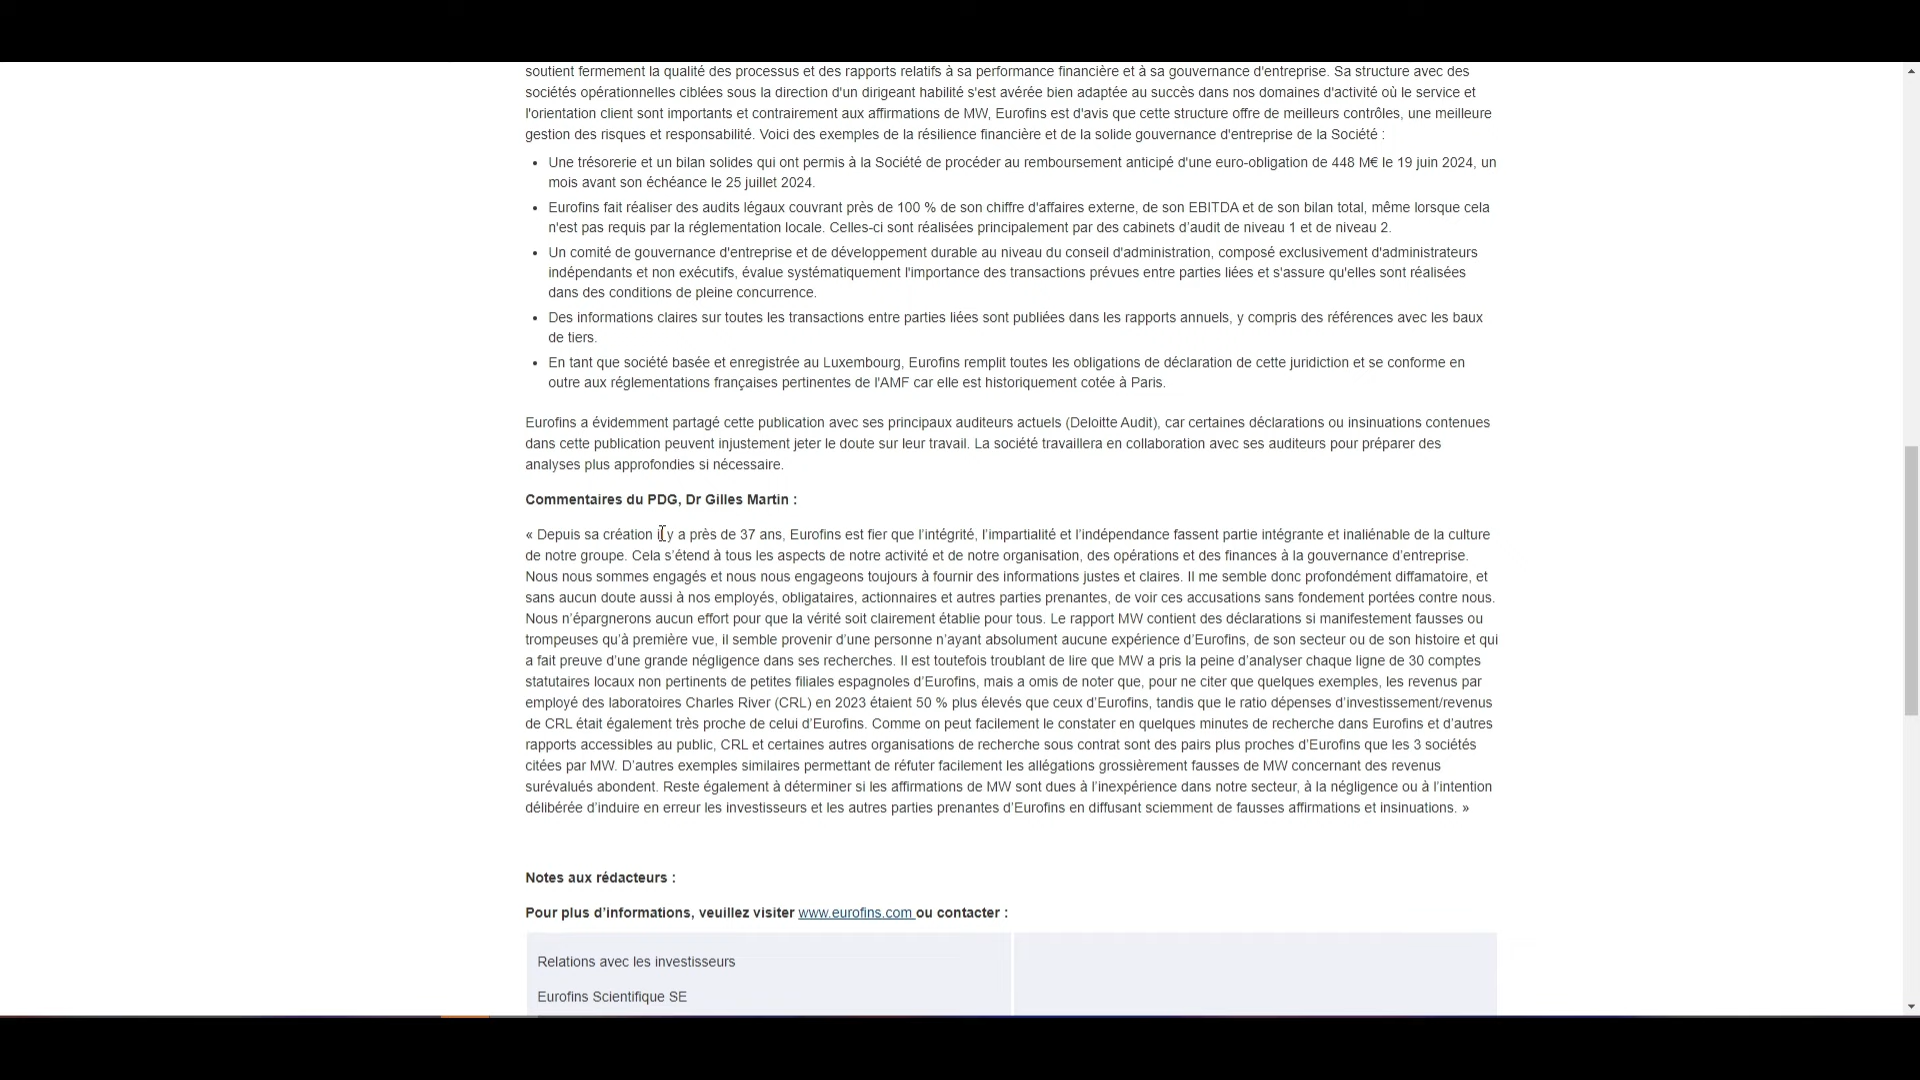 soutient fermement la qualité des processus et des rapports relatifs à sa performance financière et à sa gouvernance d'entreprise. Sa structure avec des
sociétés opérationnelles ciblées sous la direction d'un dirigeant habilité s'est avérée bien adaptée au succès dans nos domaines d'activité où le service et
l'orientation client sont importants et contrairement aux affirmations de MW, Eurofins est d'avis que cette structure offre de meilleurs contrôles, une meilleure
gestion des risques et responsabilité. Voici des exemples de la résilience financière et de la solide gouvernance d'entreprise de la Société :
• Une trésorerie et un bilan solides qui ont permis à la Société de procéder au remboursement anticipé d'une euro-obligation de 448 M€ le 19 juin 2024, un
mois avant son échéance le 25 juillet 2024.
• Eurofins fait réaliser des audits légaux couvrant près de 100 % de son chiffre d'affaires externe, de son EBITDA et de son bilan total, même lorsque cela
n'est pas requis par la réglementation locale. Celles-ci sont réalisées principalement par des cabinets d’audit de niveau 1 et de niveau 2.
• Un comité de gouvernance d'entreprise et de développement durable au niveau du conseil d'administration, composé exclusivement d'administrateurs
indépendants et non exécutifs, évalue systématiquement l'importance des transactions prévues entre parties liées et s'assure qu'elles sont réalisées
dans des conditions de pleine concurrence.
• Des informations claires sur toutes les transactions entre parties liées sont publiées dans les rapports annuels, y compris des références avec les baux
de tiers.
• En tant que société basée et enregistrée au Luxembourg, Eurofins remplit toutes les obligations de déclaration de cette juridiction et se conforme en
outre aux réglementations françaises pertinentes de l'AMF car elle est historiquement cotée à Paris.
Eurofins a évidemment partagé cette publication avec ses principaux auditeurs actuels (Deloitte Audit), car certaines déclarations ou insinuations contenues
dans cette publication peuvent injustement jeter le doute sur leur travail. La société travaillera en collaboration avec ses auditeurs pour préparer des
analyses plus approfondies si nécessaire.
Commentaires du PDG, Dr Gilles Martin :
« Depuis sa création il y a près de 37 ans, Eurofins est fier que l’intégrité, l’impartialité et l’indépendance fassent partie intégrante et inaliénable de la culture
de notre groupe. Cela s’étend à tous les aspects de notre activité et de notre organisation, des opérations et des finances à la gouvernance d’entreprise.
Nous nous sommes engagés et nous nous engageons toujours à fournir des informations justes et claires. Il me semble donc profondément diffamatoire, et
sans aucun doute aussi à nos employés, obligataires, actionnaires et autres parties prenantes, de voir ces accusations sans fondement portées contre nous.
Nous n’épargnerons aucun effort pour que la vérité soit clairement établie pour tous. Le rapport MW contient des déclarations si manifestement fausses ou
trompeuses qu’à première vue, il semble provenir d’une personne n’ayant absolument aucune expérience d’Eurofins, de son secteur ou de son histoire et qui
a fait preuve d’une grande négligence dans ses recherches. Il est toutefois troublant de lire que MW a pris la peine d’analyser chaque ligne de 30 comptes
statutaires locaux non pertinents de petites filiales espagnoles d’Eurofins, mais a omis de noter que, pour ne citer que quelques exemples, les revenus par
employé des laboratoires Charles River (CRL) en 2023 étaient 50 % plus élevés que ceux d’Eurofins, tandis que le ratio dépenses d’investissement/revenus
de CRL était également très proche de celui d’Eurofins. Comme on peut facilement le constater en quelques minutes de recherche dans Eurofins et d’autres
rapports accessibles au public, CRL et certaines autres organisations de recherche sous contrat sont des pairs plus proches d’Eurofins que les 3 sociétés
citées par MW. D’autres exemples similaires permettant de réfuter facilement les allégations grossièrement fausses de MW concernant des revenus
surévalués abondent. Reste également à déterminer si les affirmations de MW sont dues à l’inexpérience dans notre secteur, à la négligence ou à l’intention
délibérée d’induire en erreur les investisseurs et les autres parties prenantes d’Eurofins en diffusant sciemment de fausses affirmations et insinuations. »
Notes aux rédacteurs :
Pour plus d’informations, veuillez visiter www.eurofins.com ou contacter :
Relations avec les investisseurs
Eurofins Scientifique SE